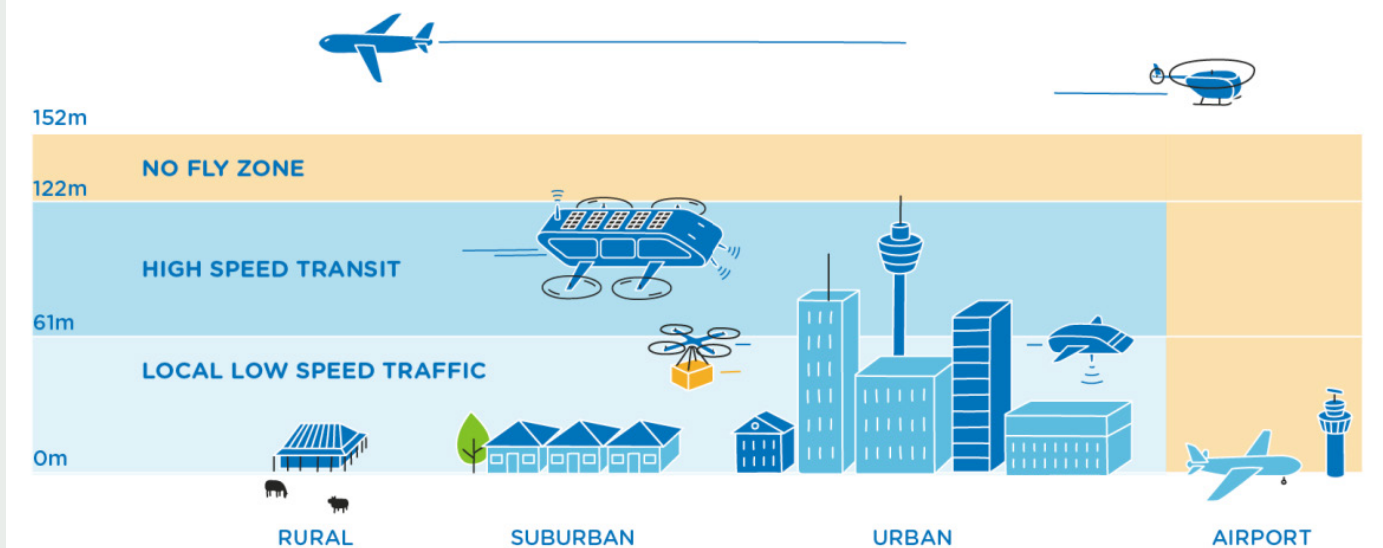 152m
NO FLY ZONE
122m
HIGH SPEED TRANSIT
61m
LOCAL LOW SPEED TRAFFIC
0m
RURAL SUBURBAN URBAN AIRPORT